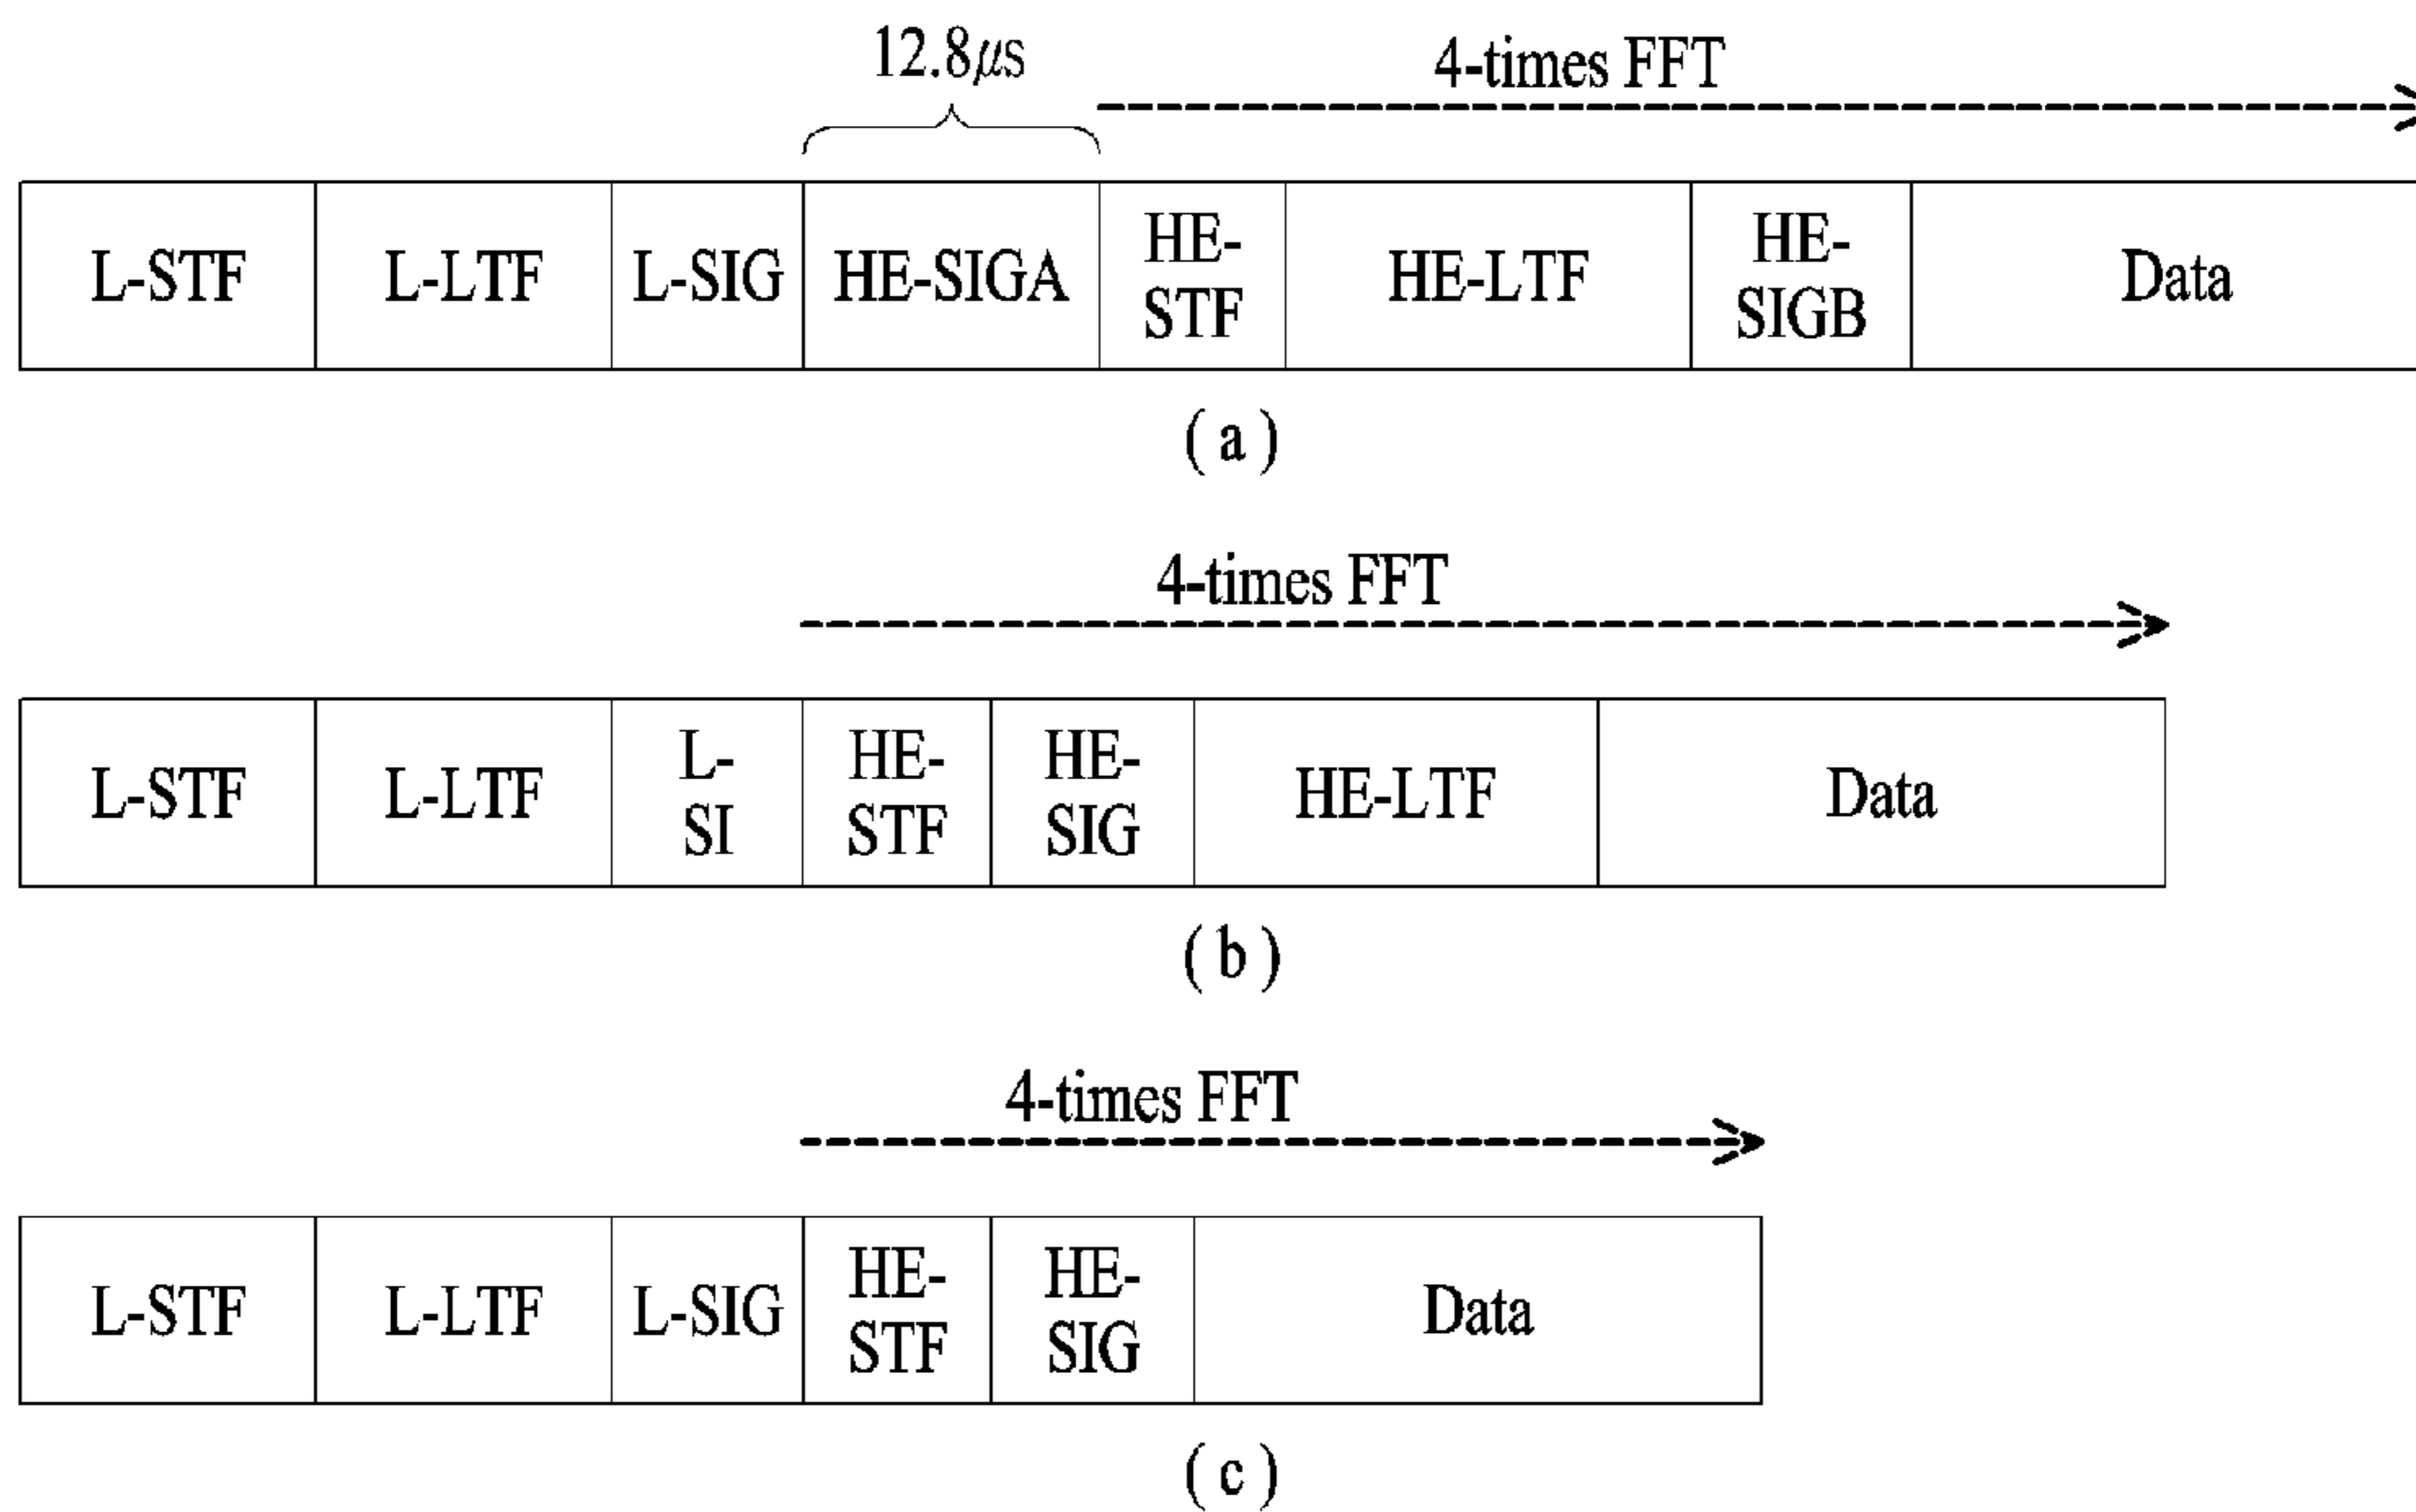 12.8μs
4-times FFT
L-STF L-LTF L-SIG HE-SIGA HE-
STF HE-LTF HE-
SIGB Data
( a )
4-times FFT
L-STF L-LTF L-
SI HE-
STF HE-
SIG HE-LTF Data
( b )
4-times FFT
L-STF L-LTF L-SIG HE-
STF HE-
SIG Data
( c )